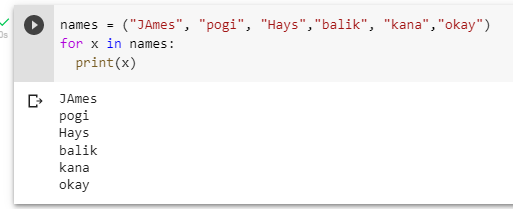 names = ("JAmes", "pogi", "Hays","balik", "kana","okay")
for x in names:
  print(x)
JAmes
pogi
Hays
balik
kana
okay